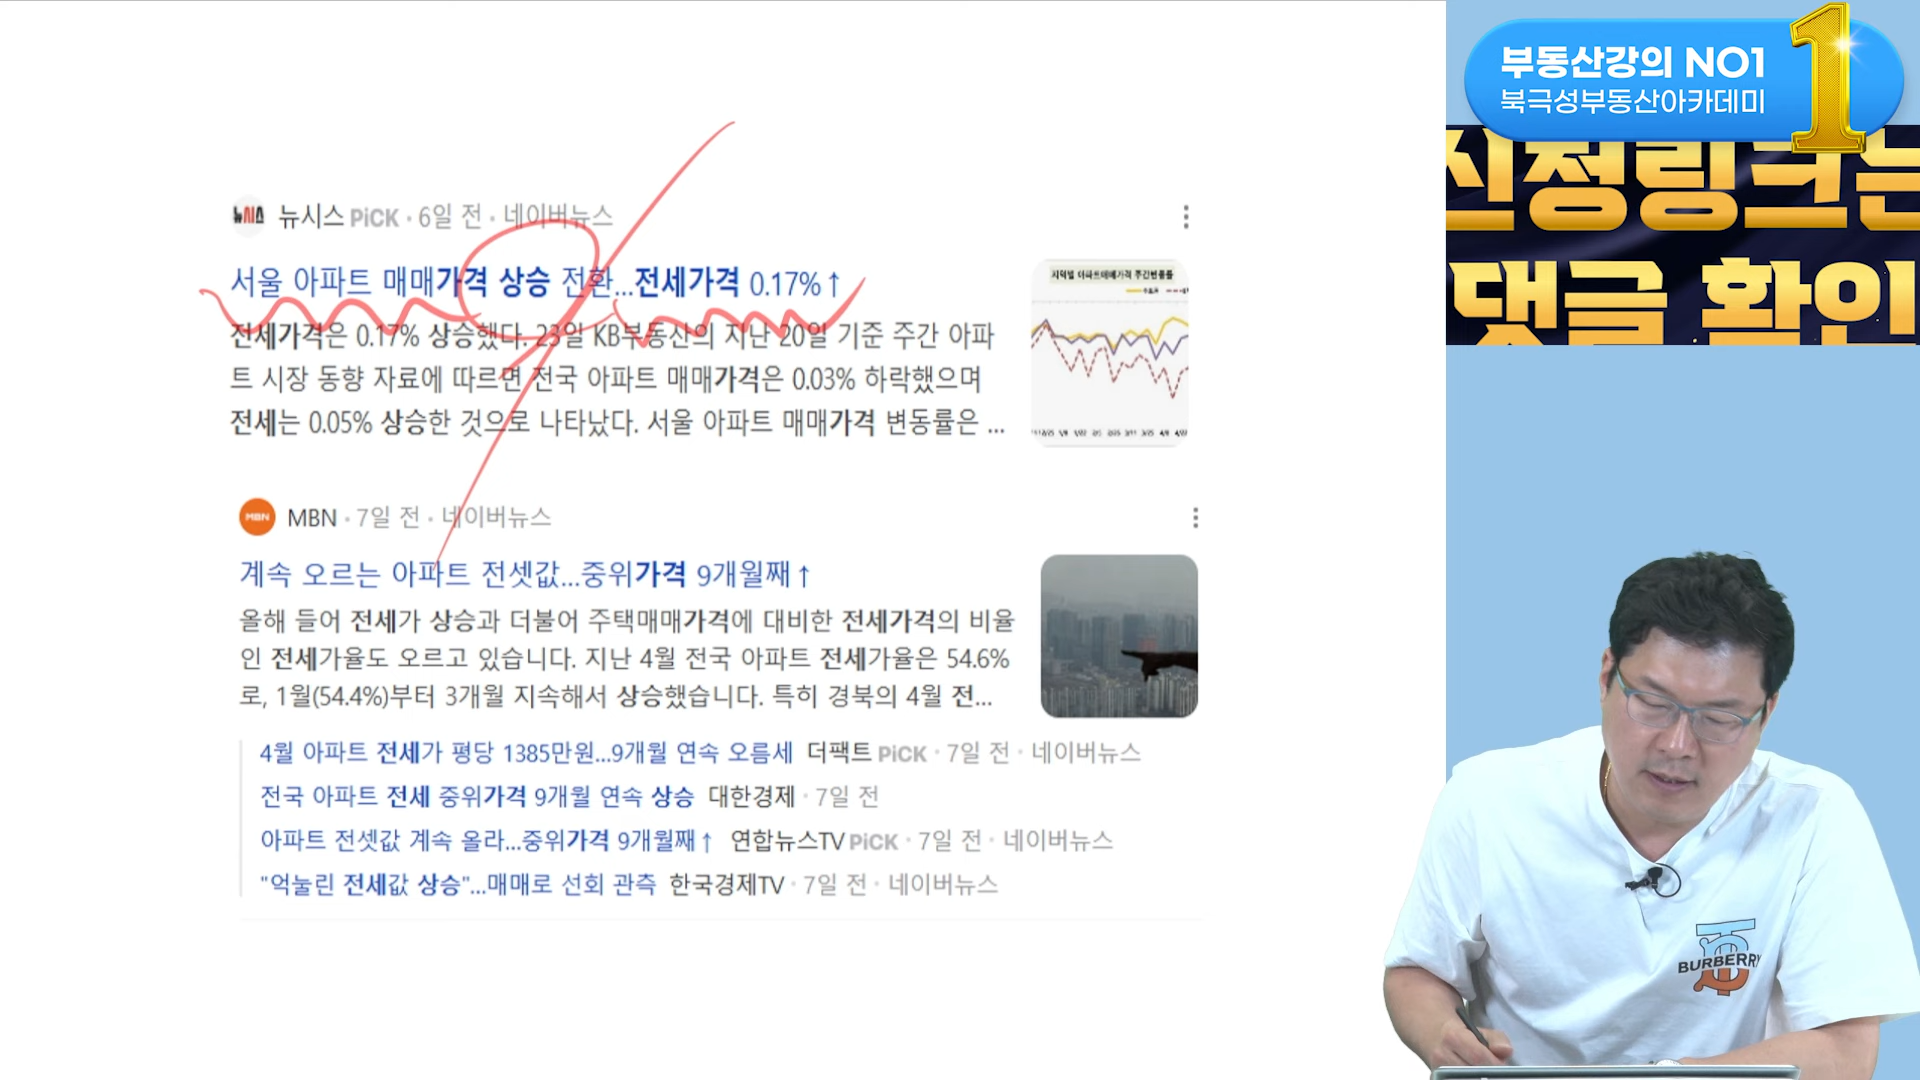 뉴시스 뉴시스 PiCK · 6일 전 · 네이버뉴스
서울 아파트 매매가격 상승 전환...전세가격 0.17%↑
전세가격은 0.17% 상승했다. 23일 KB부동산의 지난 20일 기준 주간 아파
트 시장 동향 자료에 따르면 전국 아파트 매매가격은 0.03% 하락했으며
전세는 0.05% 상승한 것으로 나타났다. 서울 아파트 매매가격 변동률은 ...
지역별 아파트매매가격 주간변동률
MBN MBN · 7일 전 · 네이버뉴스
계속 오르는 아파트 전셋값...중위가격 9개월째↑
올해 들어 전세가 상승과 더불어 주택매매가격에 대비한 전세가격의 비율
인 전세가율도 오르고 있습니다. 지난 4월 전국 아파트 전세가율은 54.6%
로, 1월(54.4%)부터 3개월 지속해서 상승했습니다. 특히 경북의 4월 전...
4월 아파트 전세가 평당 1385만원...9개월 연속 오름세 더팩트 PiCK · 7일 전 · 네이버뉴스
전국 아파트 전세 중위가격 9개월 연속 상승 대한경제 · 7일 전
아파트 전셋값 계속 올라...중위가격 9개월째↑ 연합뉴스TV PiCK · 7일 전 · 네이버뉴스
"억눌린 전세값 상승"...매매로 선회 관측 한국경제TV · 7일 전 · 네이버뉴스
부동산강의 NO1
북극성부동산아카데미
1
신청링크는
댓글 확인
BURBERRY